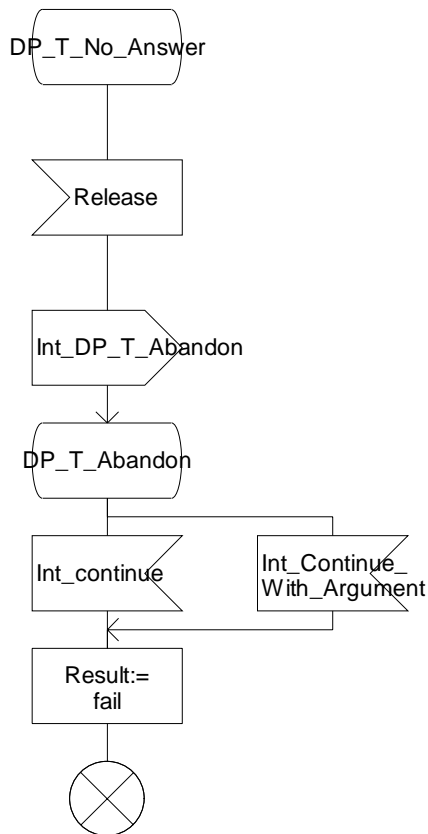 DP_T_No_Answer
Release
Int_DP_T_Abandon
DP_T_Abandon
Int_continue
Int_Continue_
With_Argument
Result:=
fail